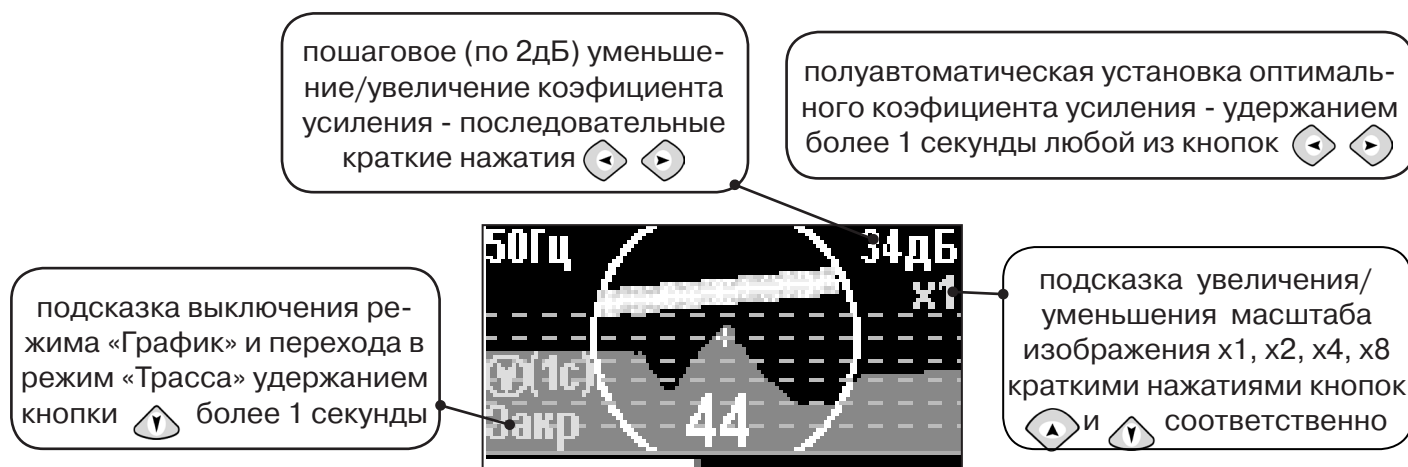 пошаговое (по 2дБ) уменьше-
ние/увеличение коэфициента
усиления - последовательные
краткие нажатия
полуавтоматическая установка оптималь-
ного коэфициента усиления - удержанием
более 1 секунды любой из кнопок
50Гц
34дБ
x1
(1с)
Закр
44
подсказка выключения ре-
жима «График» и перехода в
режим «Трасса» удержанием
кнопки более 1 секунды
подсказка увеличения/
уменьшения масштаба
изображения x1, x2, x4, x8
краткими нажатиями кнопок
и соответственно